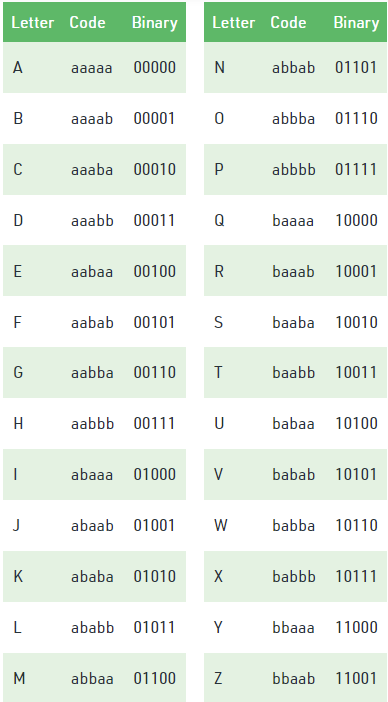 Letter Code Binary
A aaaaa 00000
B aaaab 00001
C aaaba 00010
D aaabb 00011
E aabaa 00100
F aabab 00101
G aabba 00110
H aabbb 00111
I abaaa 01000
J abaab 01001
K ababa 01010
L ababb 01011
M abbaa 01100
Letter Code Binary
N abbab 01101
O abbba 01110
P abbbb 01111
Q baaaa 10000
R baaab 10001
S baaba 10010
T baabb 10011
U babaa 10100
V babab 10101
W babba 10110
X babbb 10111
Y bbaaa 11000
Z bbaab 11001